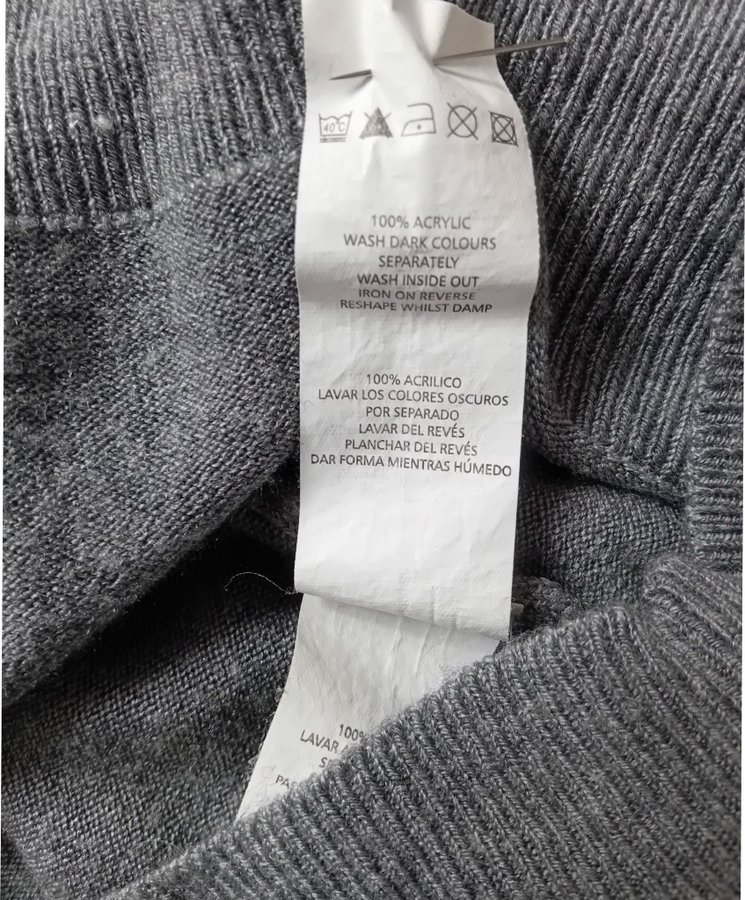 40°C
100% ACRYLIC
WASH DARK COLOURS
SEPARATELY
WASH INSIDE OUT
IRON ON REVERSE
RESHAPE WHILST DAMP
100% ACRILICO
LAVAR LOS COLORES OSCUROS
POR SEPARADO
LAVAR DEL REVÉS
PLANCHAR DEL REVÉS
DAR FORMA MIENTRAS HÚMEDO
100%
LAVAR